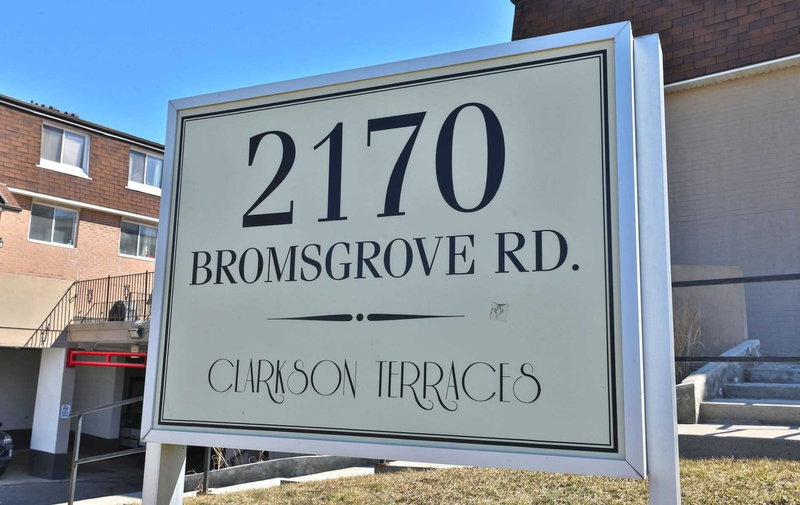 2170
BROMSGROVE RD.
CLARKSON TERRACES